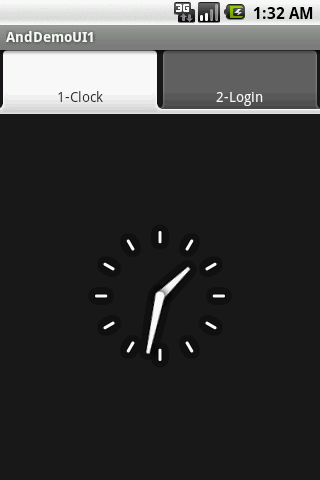 3G 1:32 AM
AndDemoUI1
1-Clock 2-Login